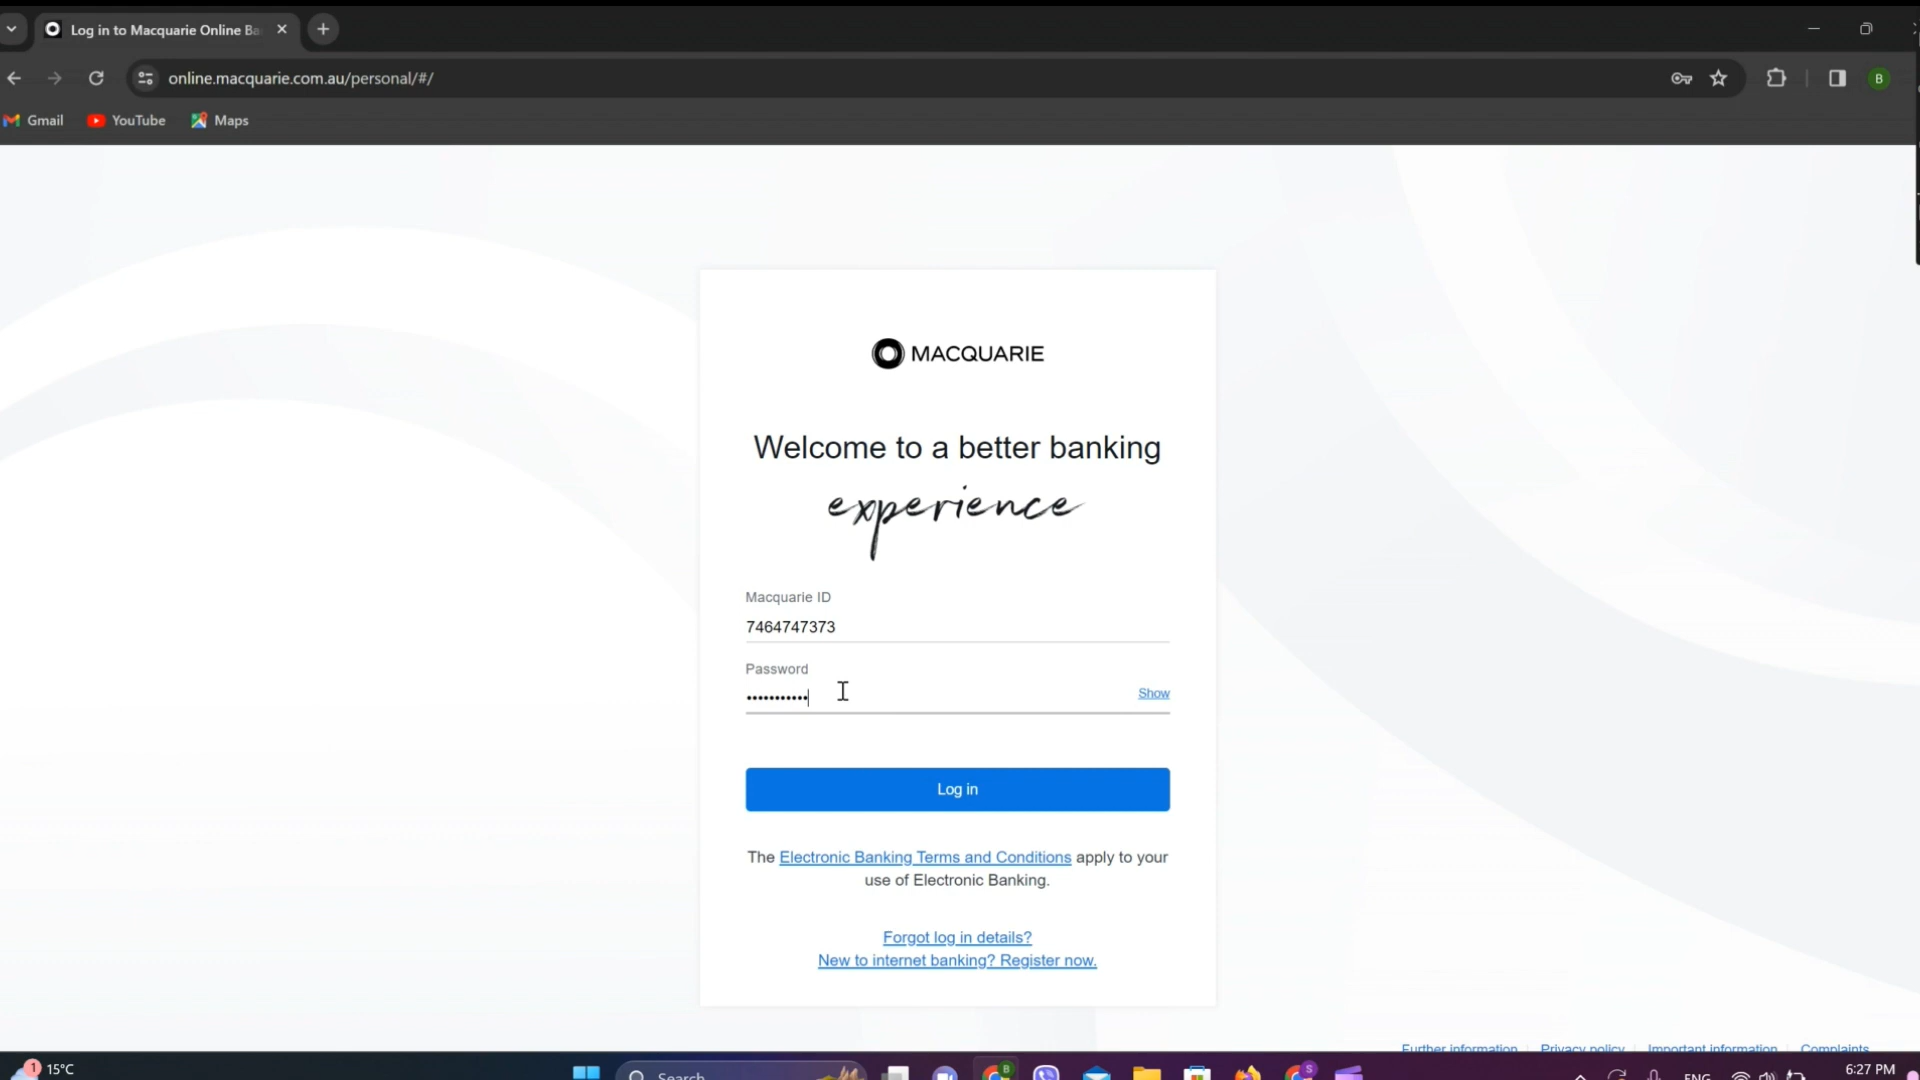 Log in to Macquarie Online Ba
online.macquarie.com.au/personal/#/
B
Gmail YouTube Maps
MACQUARIE
Welcome to a better banking
experience
Macquarie ID
7464747373
Password
•••••••••••
Show
Log in
The Electronic Banking Terms and Conditions apply to your
use of Electronic Banking.
Forgot log in details?
New to internet banking? Register now.
Further information Privacy policy Important information Complaints
1 15°C Search B S ENG 6:27 PM